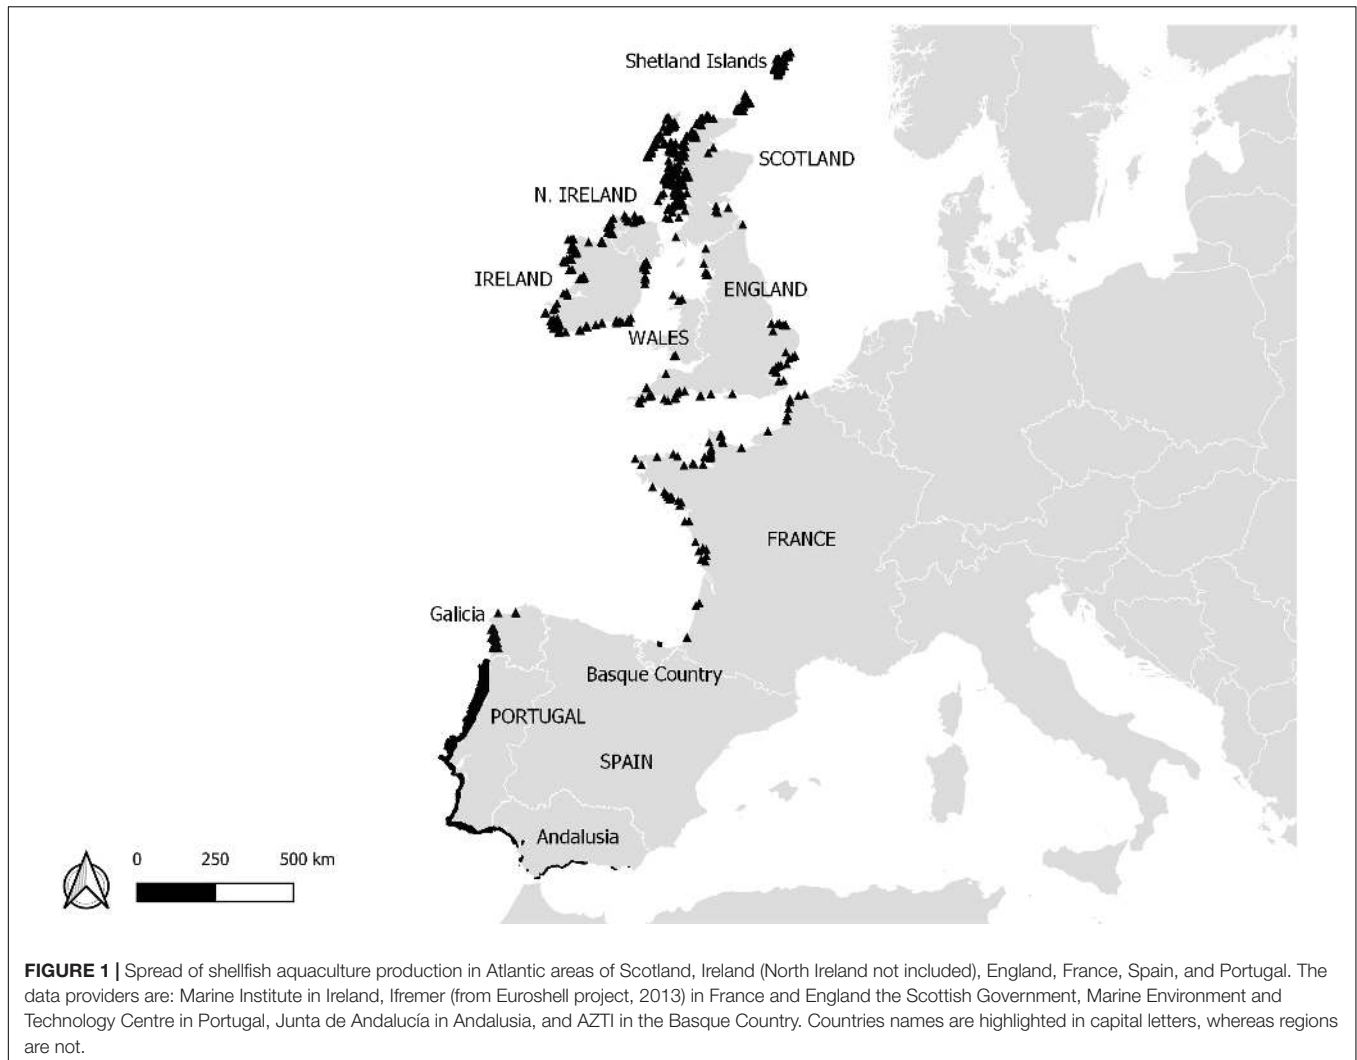 Shetland Islands
SCOTLAND
N. IRELAND
IRELAND
ENGLAND
WALES
FRANCE
Galicia
Basque Country
PORTUGAL
SPAIN
Andalusia
0 250 500 km
FIGURE 1 | Spread of shellfish aquaculture production in Atlantic areas of Scotland, Ireland (North Ireland not included), England, France, Spain, and Portugal. The
data providers are: Marine Institute in Ireland, Ifremer (from Euroshell project, 2013) in France and England the Scottish Government, Marine Environment and
Technology Centre in Portugal, Junta de Andalucía in Andalusia, and AZTI in the Basque Country. Countries names are highlighted in capital letters, whereas regions
are not.